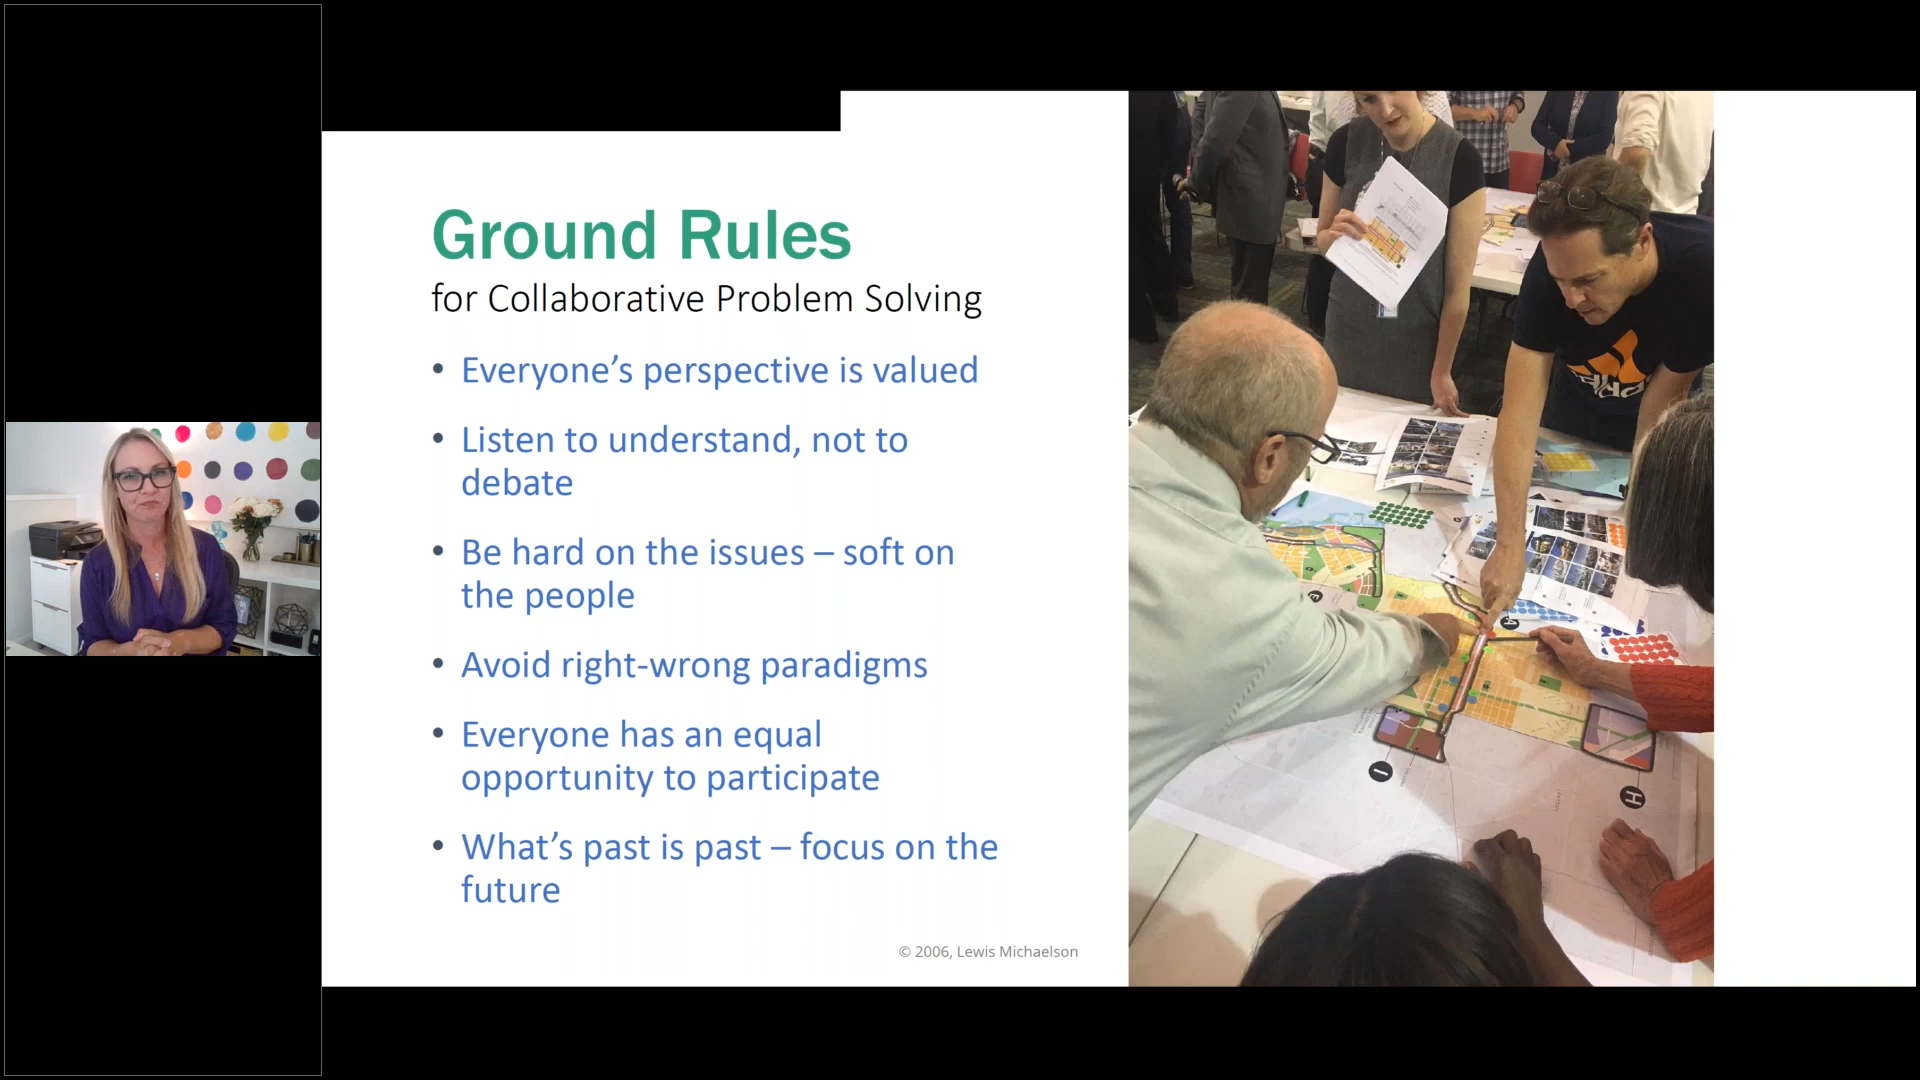 Ground Rules
for Collaborative Problem Solving
• Everyone’s perspective is valued
• Listen to understand, not to
debate
• Be hard on the issues – soft on
the people
• Avoid right-wrong paradigms
• Everyone has an equal
opportunity to participate
• What’s past is past – focus on the
future
© 2006, Lewis Michaelson
adidas
E
A
I
H